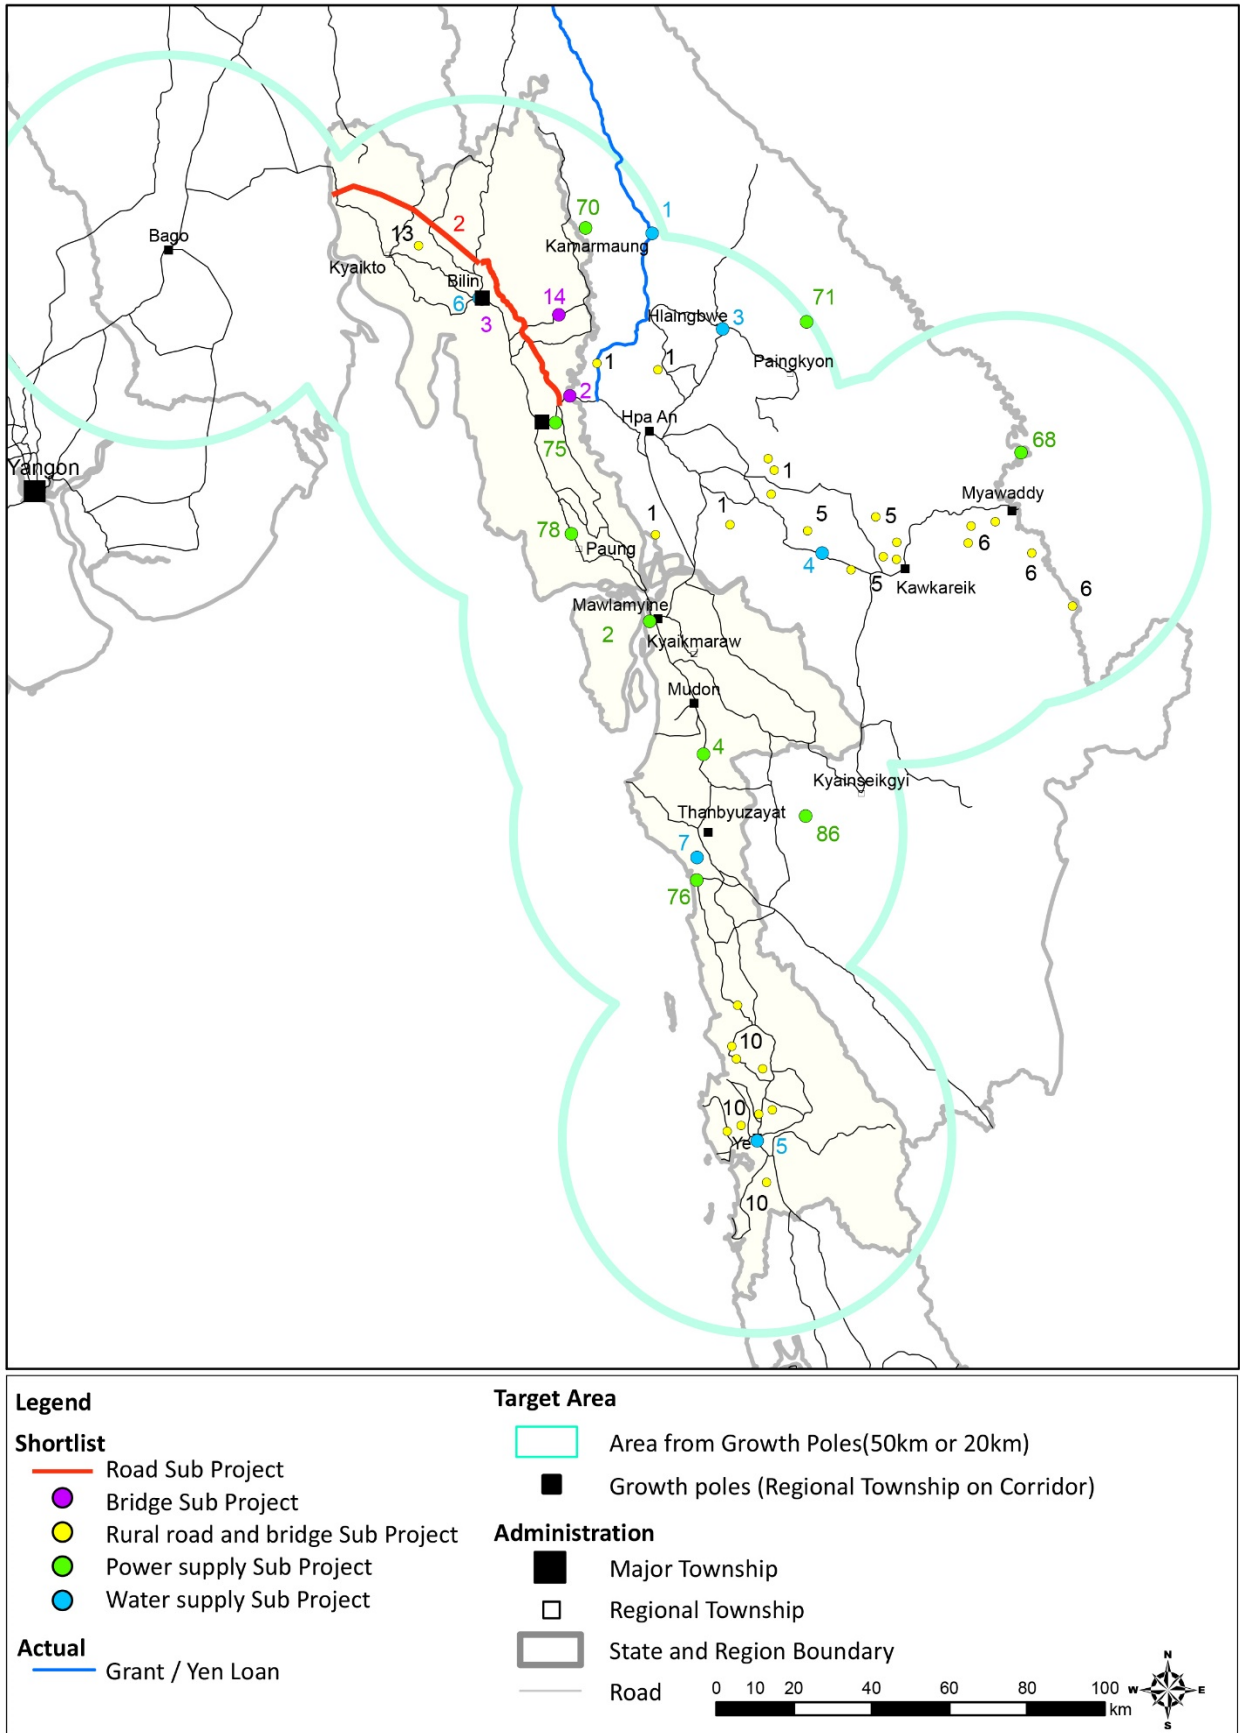 70
1
Bago
13
2
Kamarmaung
Kyaikto
Bilin
6
14
71
3
Hlaingbwe
3
1
1
Paingkyon
2
Hpa An
75
68
Yangon
1
Myawaddy
78
1
1
5
5
Paung
4
6
5
Kawkareik
6
6
Mawlamyine
2
Kyaikmaraw
Mudon
4
Kyainseikgyi
Thanbyuzayat
86
7
76
10
10
Ye
5
10
Legend
Shortlist
Road Sub Project
Bridge Sub Project
Rural road and bridge Sub Project
Power supply Sub Project
Water supply Sub Project
Actual
Grant / Yen Loan
Target Area
Area from Growth Poles(50km or 20km)
Growth poles (Regional Township on Corridor)
Administration
Major Township
Regional Township
State and Region Boundary
Road
0 10 20 40 60 80 100
km
N
W E
S